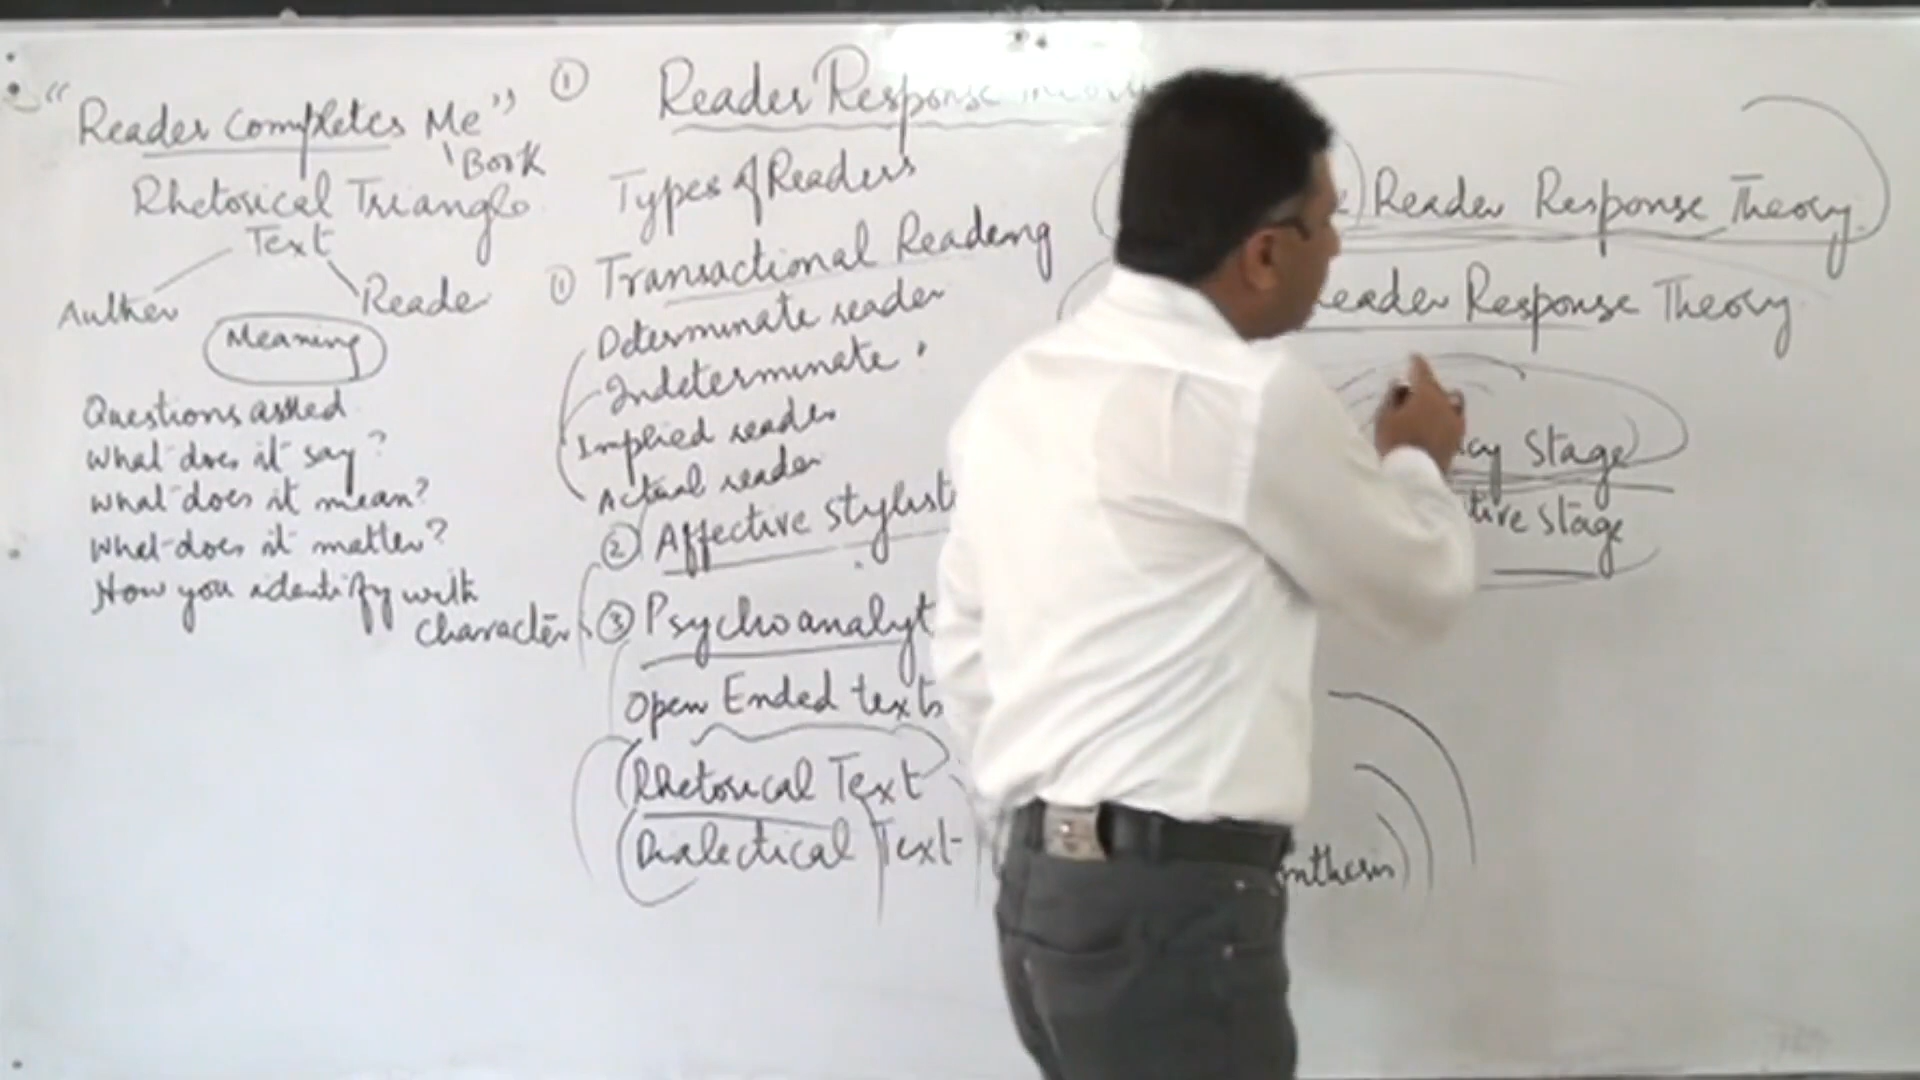 "Reader Completes Me"
Book
Rhetorical Triangle
Text
Author
Reade
Meaning
Questions asked
What does it say?
What does it mean?
What does it matter?
How you identify with
character
① Reader Response Theory
Types of Readers
① Transactional Reading
Determinate reader
Indeterminate "
Implied reader
Actual reader
② Affective Stylist
③ Psychoanalyt
Open Ended texts
Rhetorical Text
Dialectical Text
Reader Response Theory
eader Response Theory
Stage
Stage